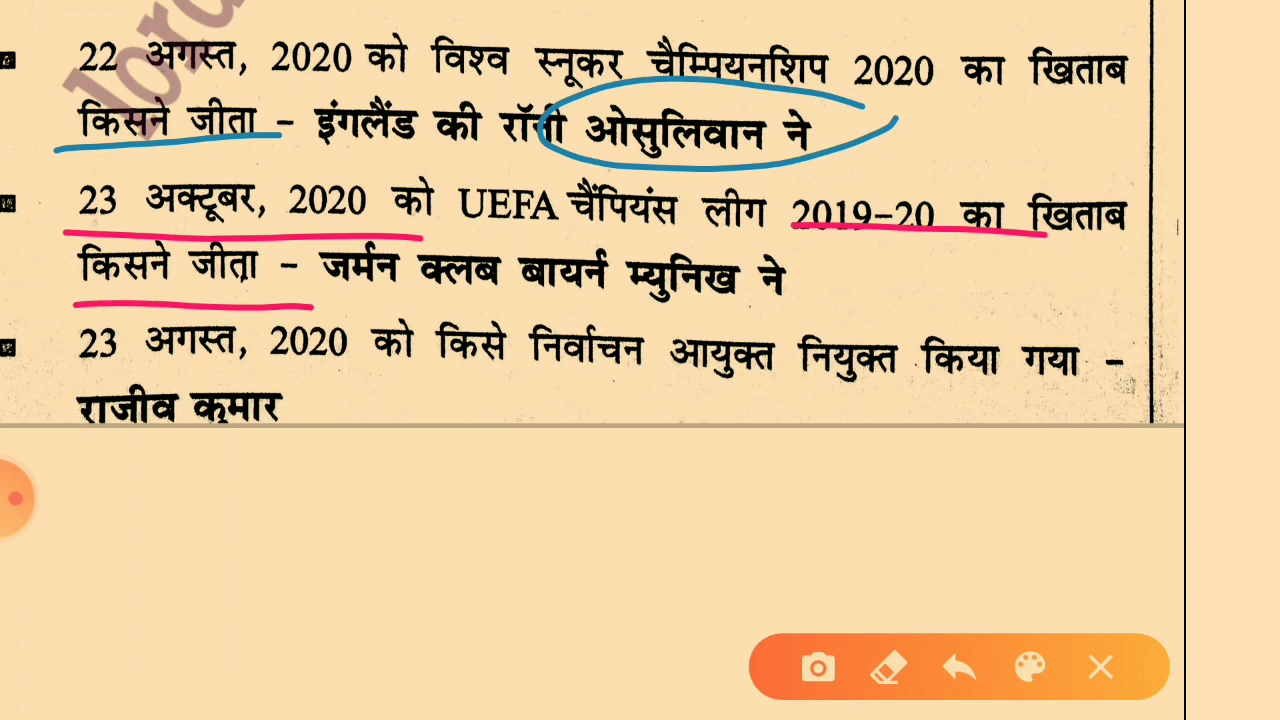 lord
22 अगस्त, 2020 को विश्व स्नूकर चैम्पियनशिप 2020 का खिताब
किसने जीता - इंगलैंड की रॉनी ओसुलिवान ने
23 अक्टूबर, 2020 को UEFA चैंपियंस लीग 2019-20 का खिताब
किसने जीता - जर्मन क्लब बायर्न म्युनिख ने
23 अगस्त, 2020 को किसे निर्वाचन आयुक्त नियुक्त किया गया -
राजीव कुमार